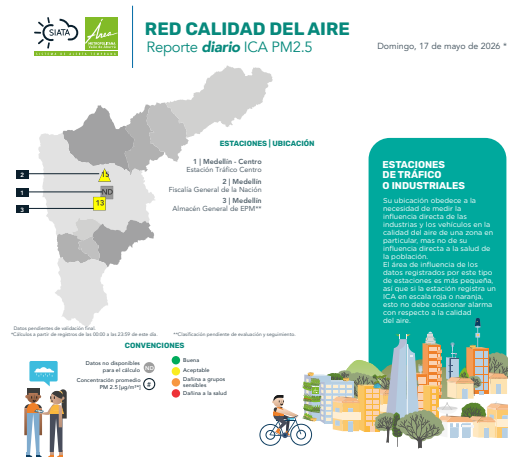 SIATA
Área
METROPOLITANA
Valle de Aburrá
RED CALIDAD DEL AIRE
Reporte diario ICA PM2.5
Domingo, 17 de mayo de 2026 *
ESTACIONES | UBICACIÓN
1 | Medellín - Centro
Estación Tráfico Centro
2 | Medellín
Fiscalía General de la Nación
3 | Medellín
Almacén General de EPM**
2
15
1
ND
3
13
ESTACIONES
DE TRÁFICO
O INDUSTRIALES
Su ubicación obedece a la
necesidad de medir la
influencia directa de las
industrias y los vehículos en la
calidad del aire de una zona en
particular, mas no de su
influencia directa a la salud de
la población.
El área de influencia de los
datos registrados por este tipo
de estaciones es más pequeña,
así que si la estación registra un
ICA en escala roja o naranja,
esto no debe ocasionar alarma
con respecto a la calidad
del aire.
Datos pendientes de validación final.
*Cálculos a partir de registros de las 00:00 a las 23:59 de este día.
**Clasificación pendiente de evaluación y seguimiento.
CONVENCIONES
Datos no disponibles
para el cálculo
ND
Concentración promedio
PM 2.5 (µg/m**)
#
Buena
Aceptable
Dañina a grupos
sensibles
Dañina a la salud